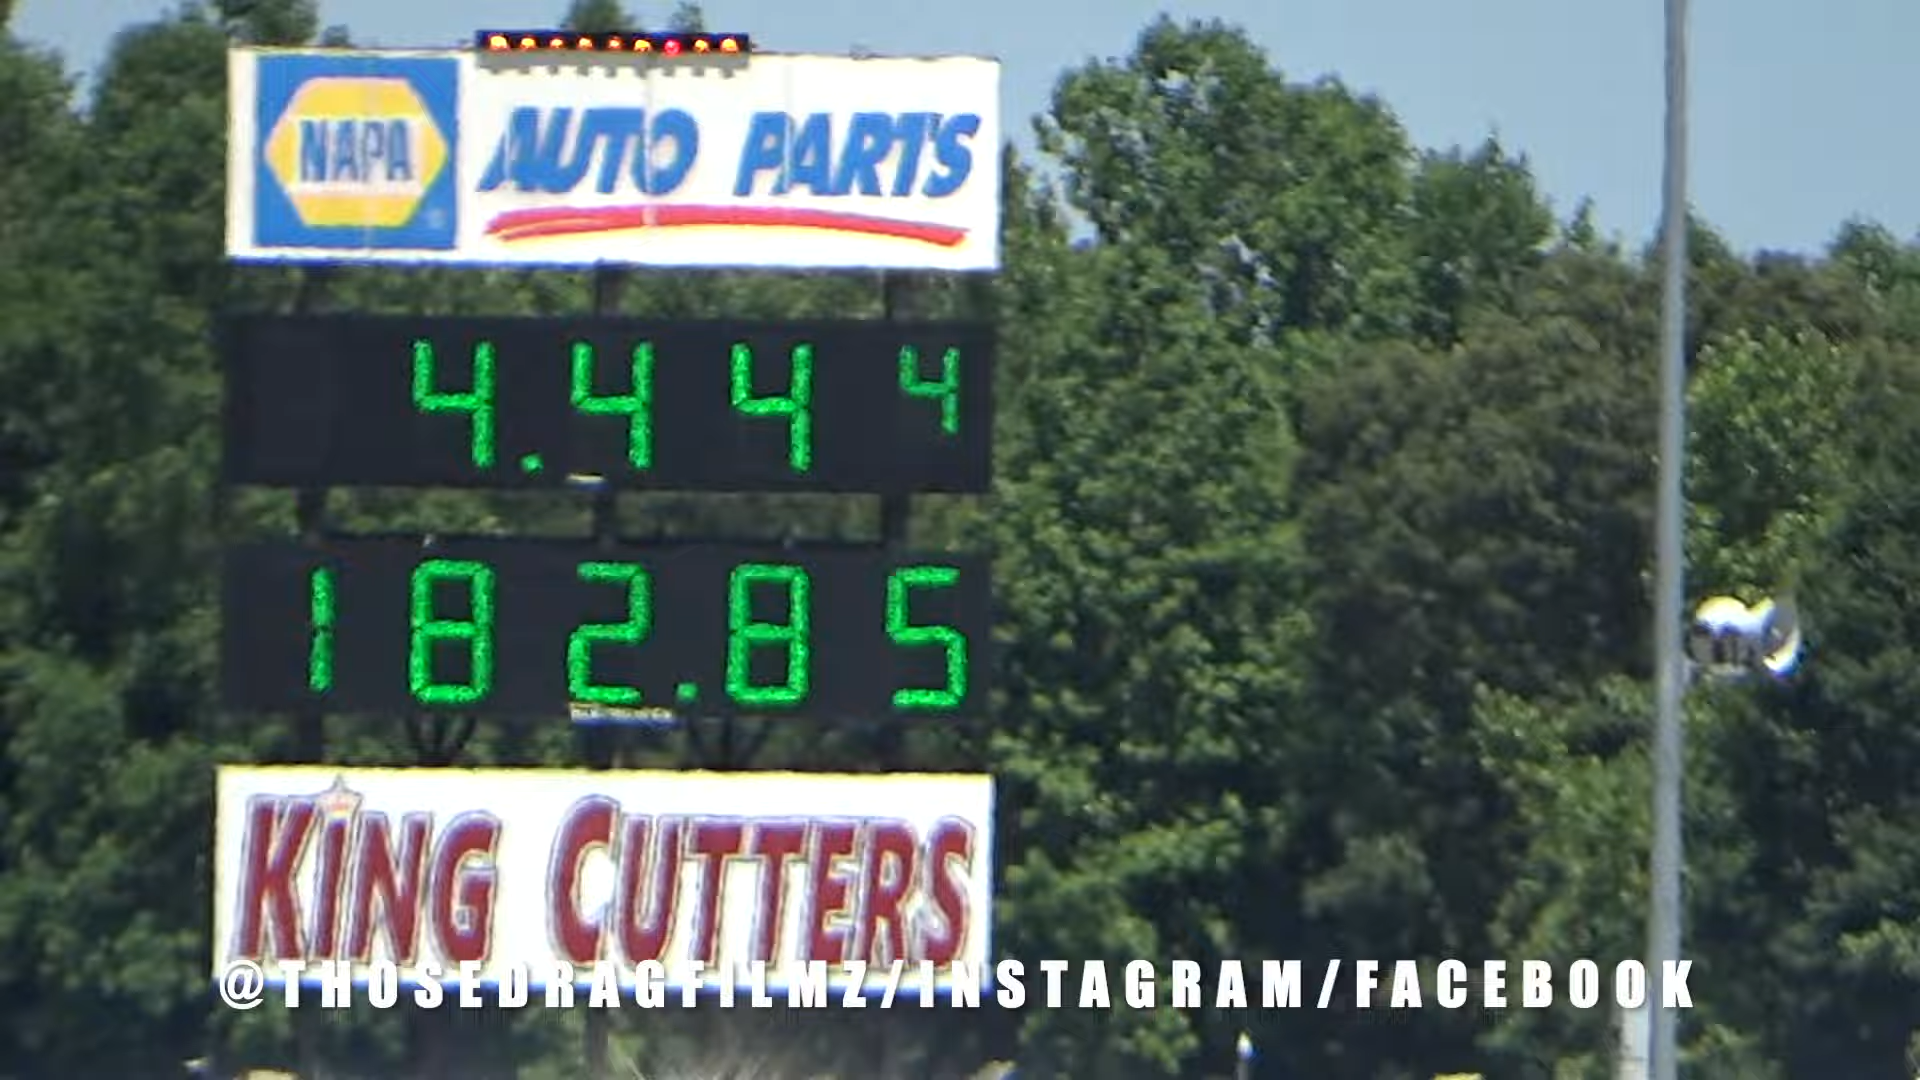 NAPA AUTO PARTS
4.444
182.85
KING CUTTERS
@THOSEDRAGFILMZ/INSTAGRAM/FACEBOOK